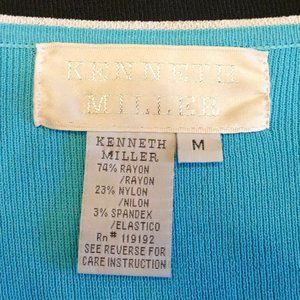 KENNETH
MILLER
KENNETH
MILLER
M
74% RAYON
/RAYON
23% NYLON
/NILON
3% SPANDEX
/ELASTICO
Rn# 119192
SEE REVERSE FOR
CARE INSTRUCTION